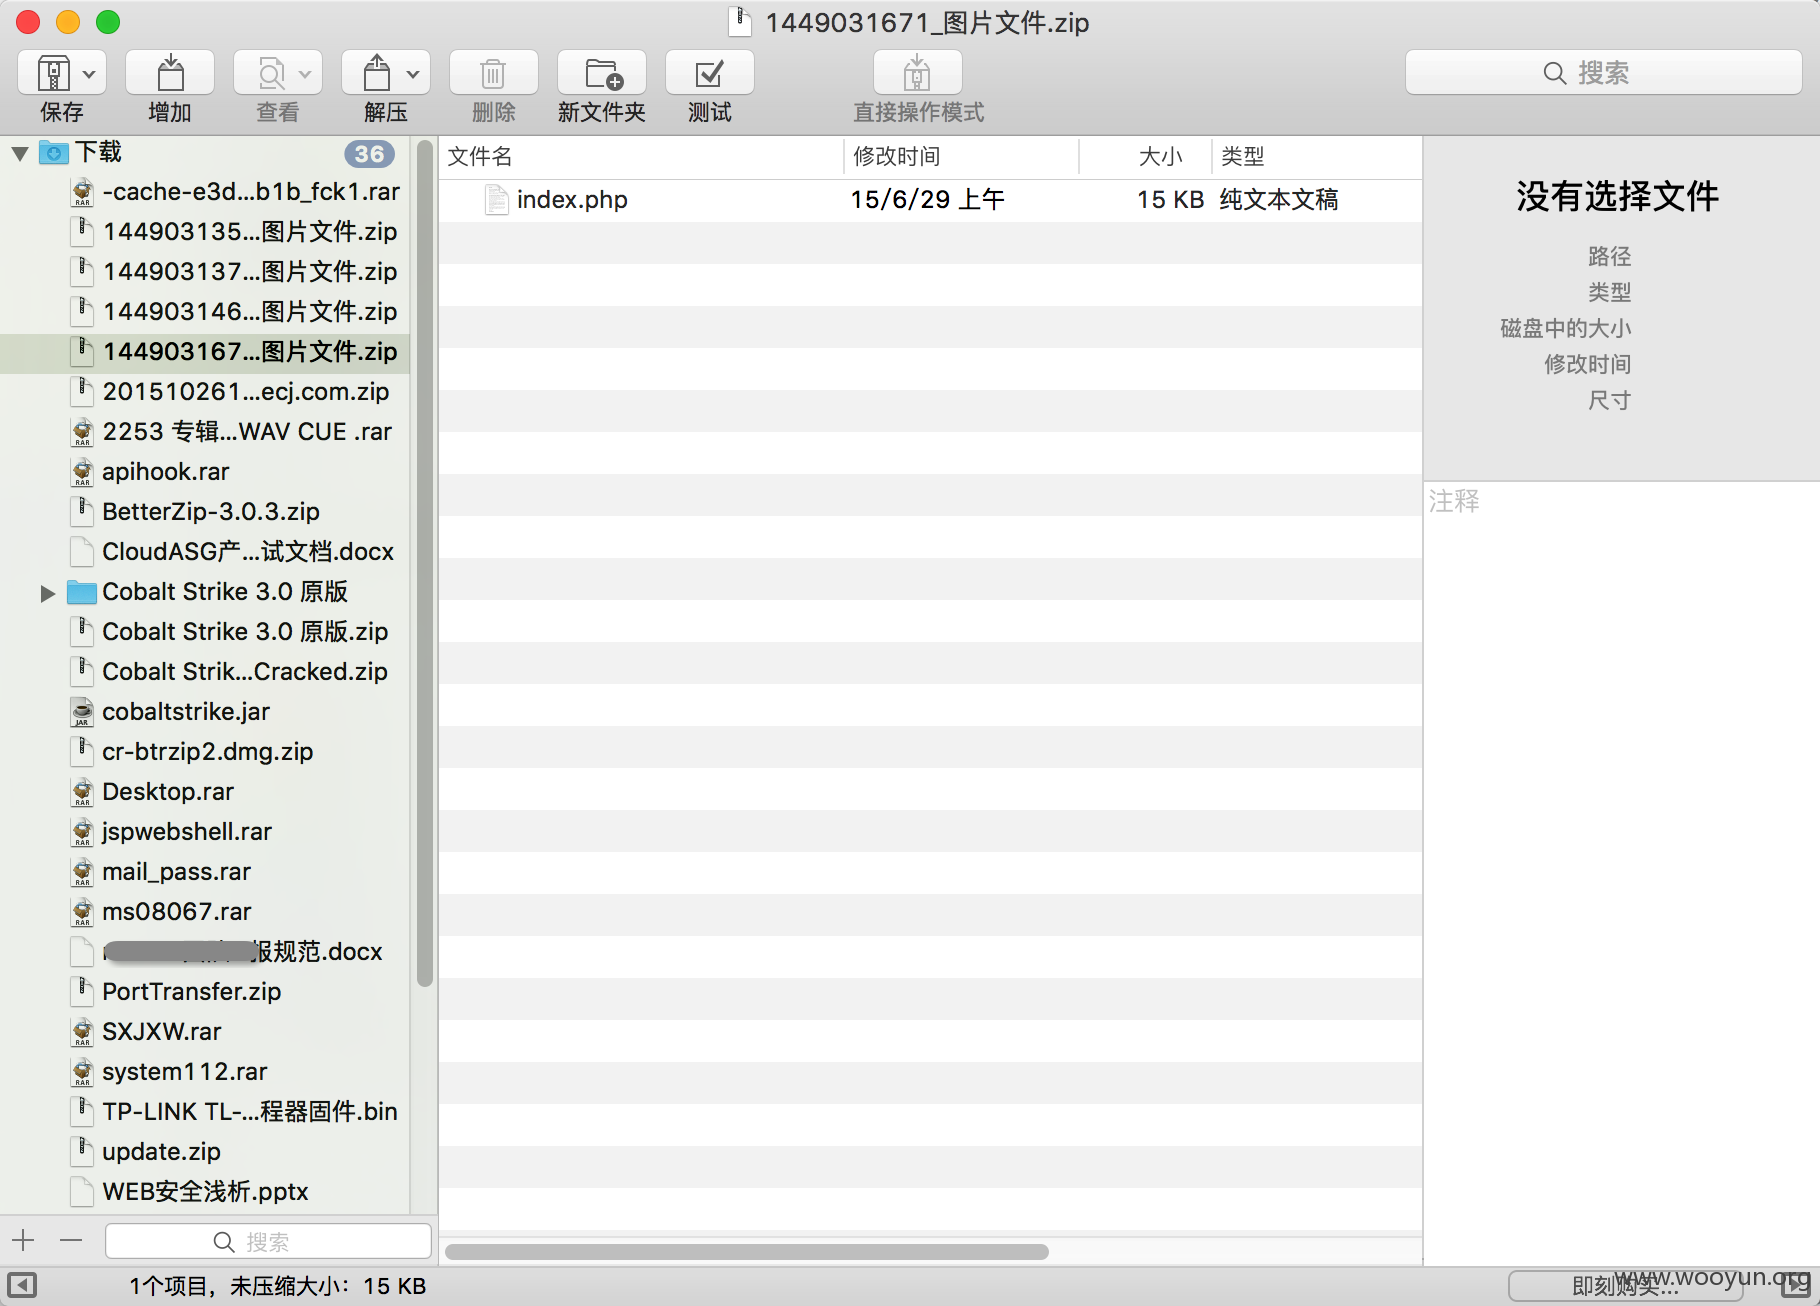 1449031671_图片文件.zip
保存 增加 查看 解压 删除 新文件夹 测试 直接操作模式 搜索
下载 36
-cache-e3d...b1b_fck1.rar
144903135...图片文件.zip
144903137...图片文件.zip
144903146...图片文件.zip
144903167...图片文件.zip
201510261...ecj.com.zip
2253 专辑...WAV CUE .rar
apihook.rar
BetterZip-3.0.3.zip
CloudASG产...试文档.docx
Cobalt Strike 3.0 原版
Cobalt Strike 3.0 原版.zip
Cobalt Strik...Cracked.zip
cobaltstrike.jar
JAR
cr-btrzip2.dmg.zip
Desktop.rar
jspwebshell.rar
mail_pass.rar
ms08067.rar
报规范.docx
PortTransfer.zip
SXJXW.rar
system112.rar
TP-LINK TL-...程器固件.bin
update.zip
WEB安全浅析.pptx
搜索
文件名 修改时间 大小 类型
index.php 15/6/29 上午 15 KB 纯文本文稿
没有选择文件
路径
类型
磁盘中的大小
修改时间
尺寸
注释
1个项目，未压缩大小：15 KB
即刻购买...
www.wooyun.org